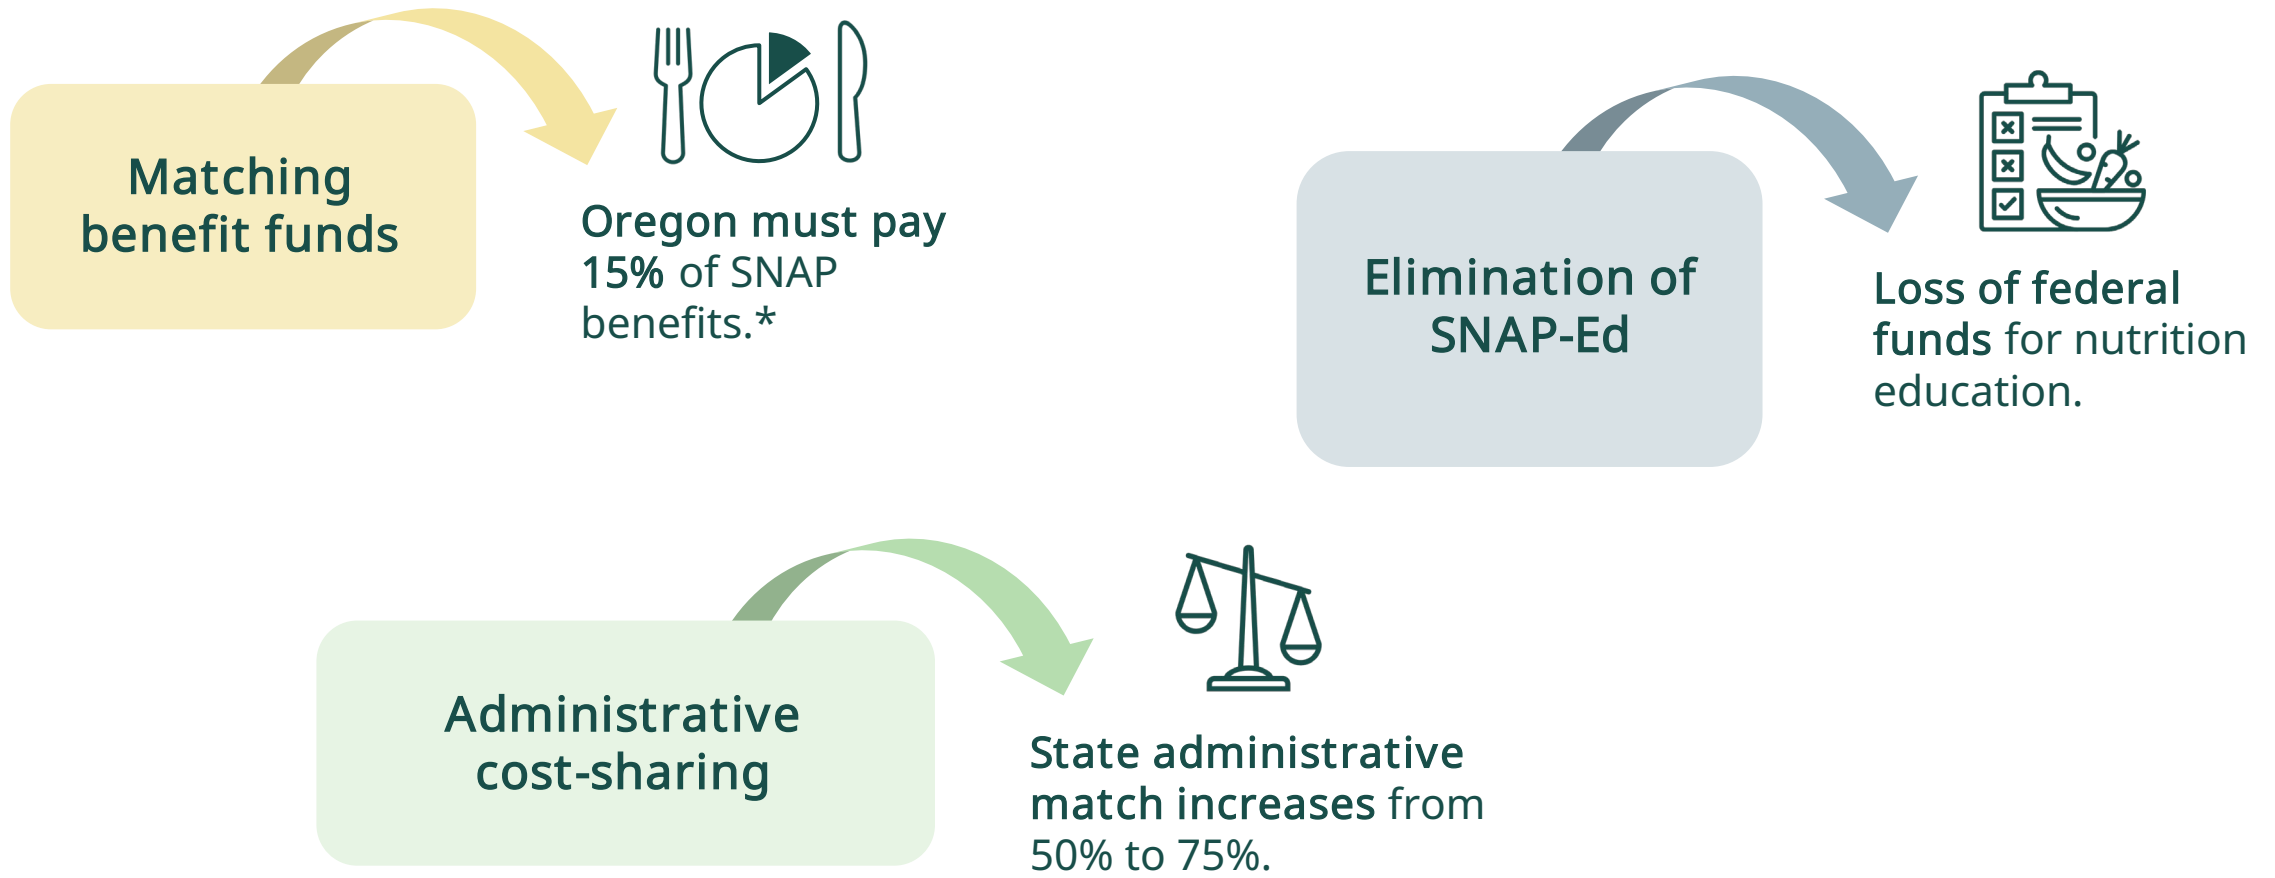 Matching
benefit funds
Oregon must pay
15% of SNAP
benefits.*
Elimination of
SNAP-Ed
Loss of federal
funds for nutrition
education.
Administrative
cost-sharing
State administrative
match increases from
50% to 75%.